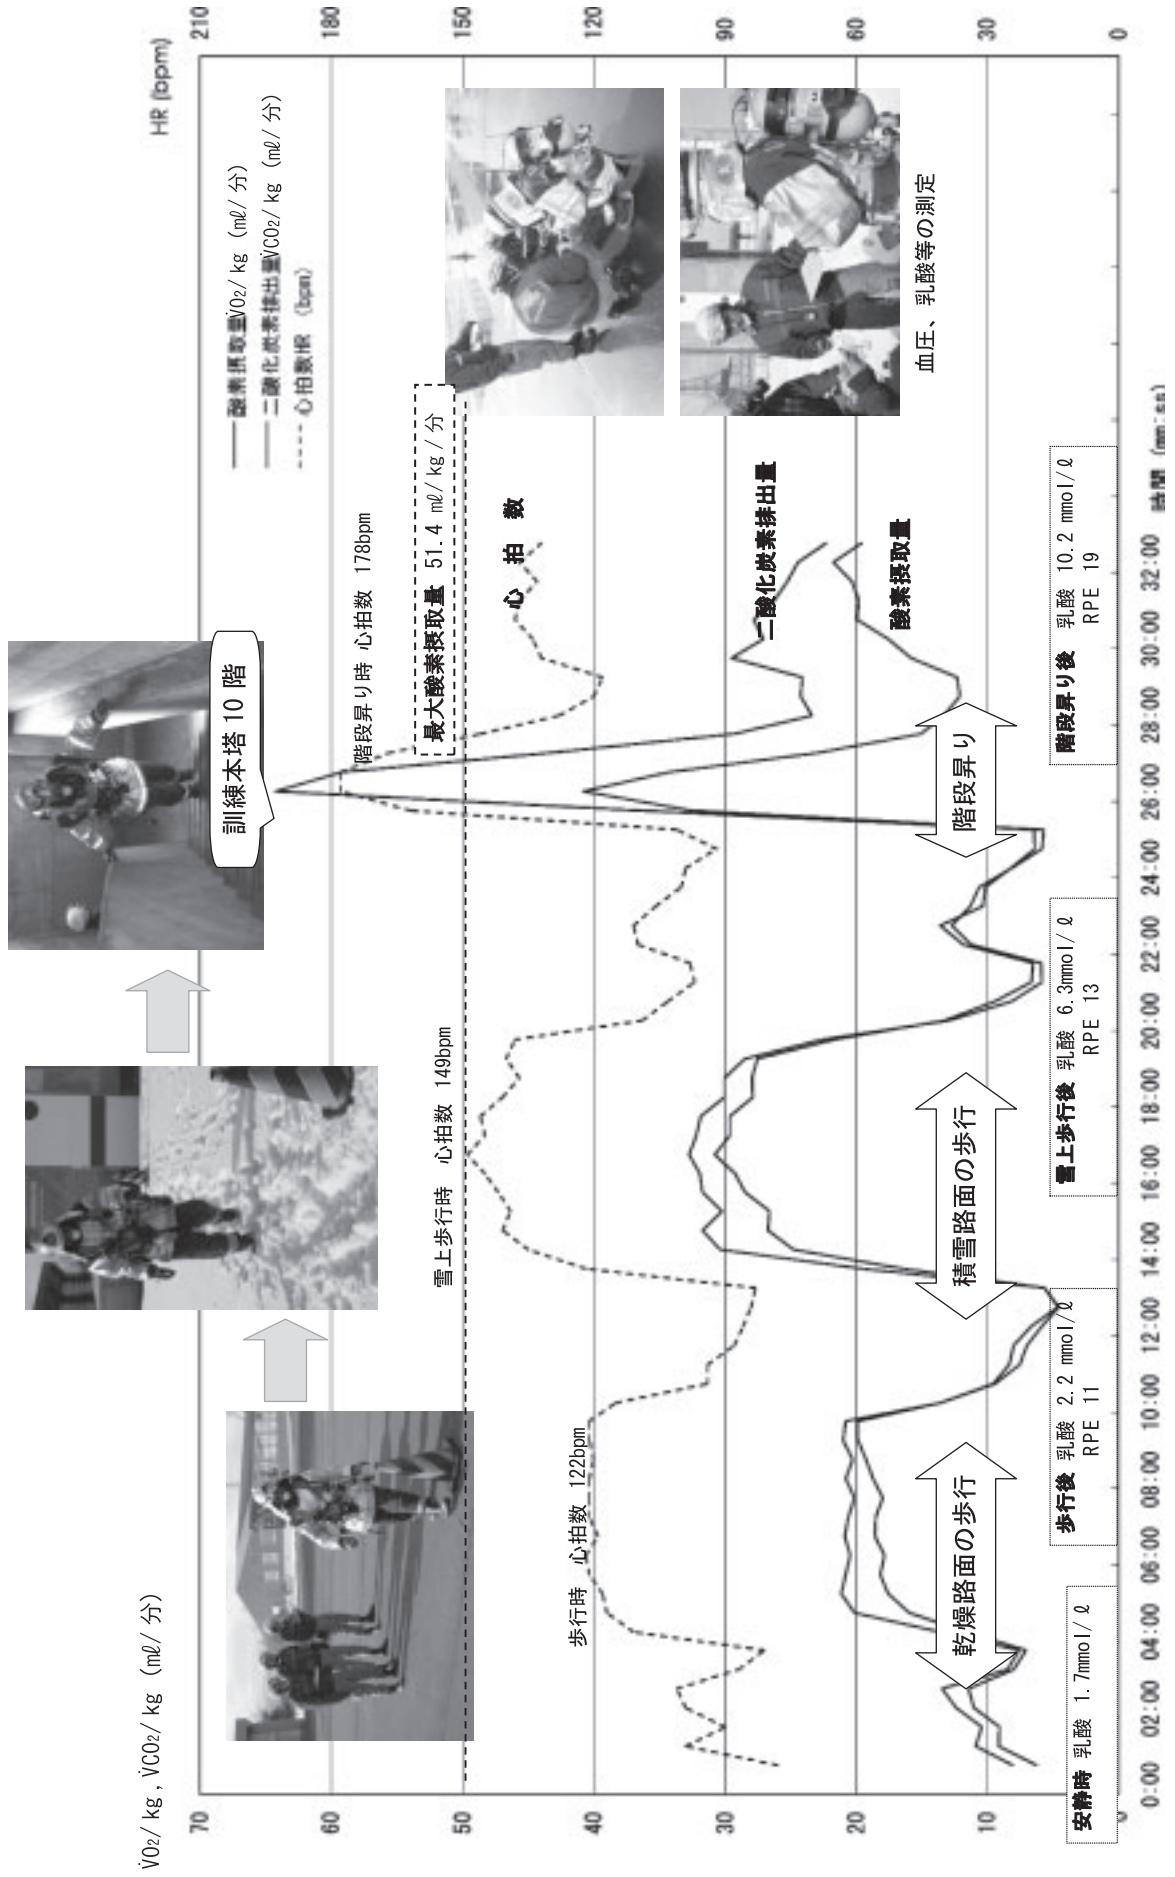 V̇O₂/kg , V̇CO₂/kg (mℓ/分)
HR (bpm)
酸素摂取量V̇O₂/kg (mℓ/分)
二酸化炭素排出量V̇CO₂/kg (mℓ/分)
心拍数HR (bpm)
訓練本塔 10 階
階段昇り時 心拍数 178bpm
最大酸素摂取量 51.4 mℓ/kg/分
雪上歩行時 心拍数 149bpm
歩行時 心拍数 122bpm
心拍数
二酸化炭素排出量
酸素摂取量
血圧、乳酸等の測定
乾燥路面の歩行
積雪路面の歩行
階段昇り
安静時 乳酸 1.7mmol/ℓ
歩行後 乳酸 2.2 mmol/ℓ
RPE 11
雪上歩行後 乳酸 6.3mmol/ℓ
RPE 13
階段昇り後 乳酸 10.2 mmol/ℓ
RPE 19
70
60
50
40
30
20
10
0
210
180
150
120
90
60
30
0
0:00 02:00 04:00 06:00 08:00 10:00 12:00 14:00 16:00 18:00 20:00 22:00 24:00 26:00 28:00 30:00 32:00
時間 (mm:ss)